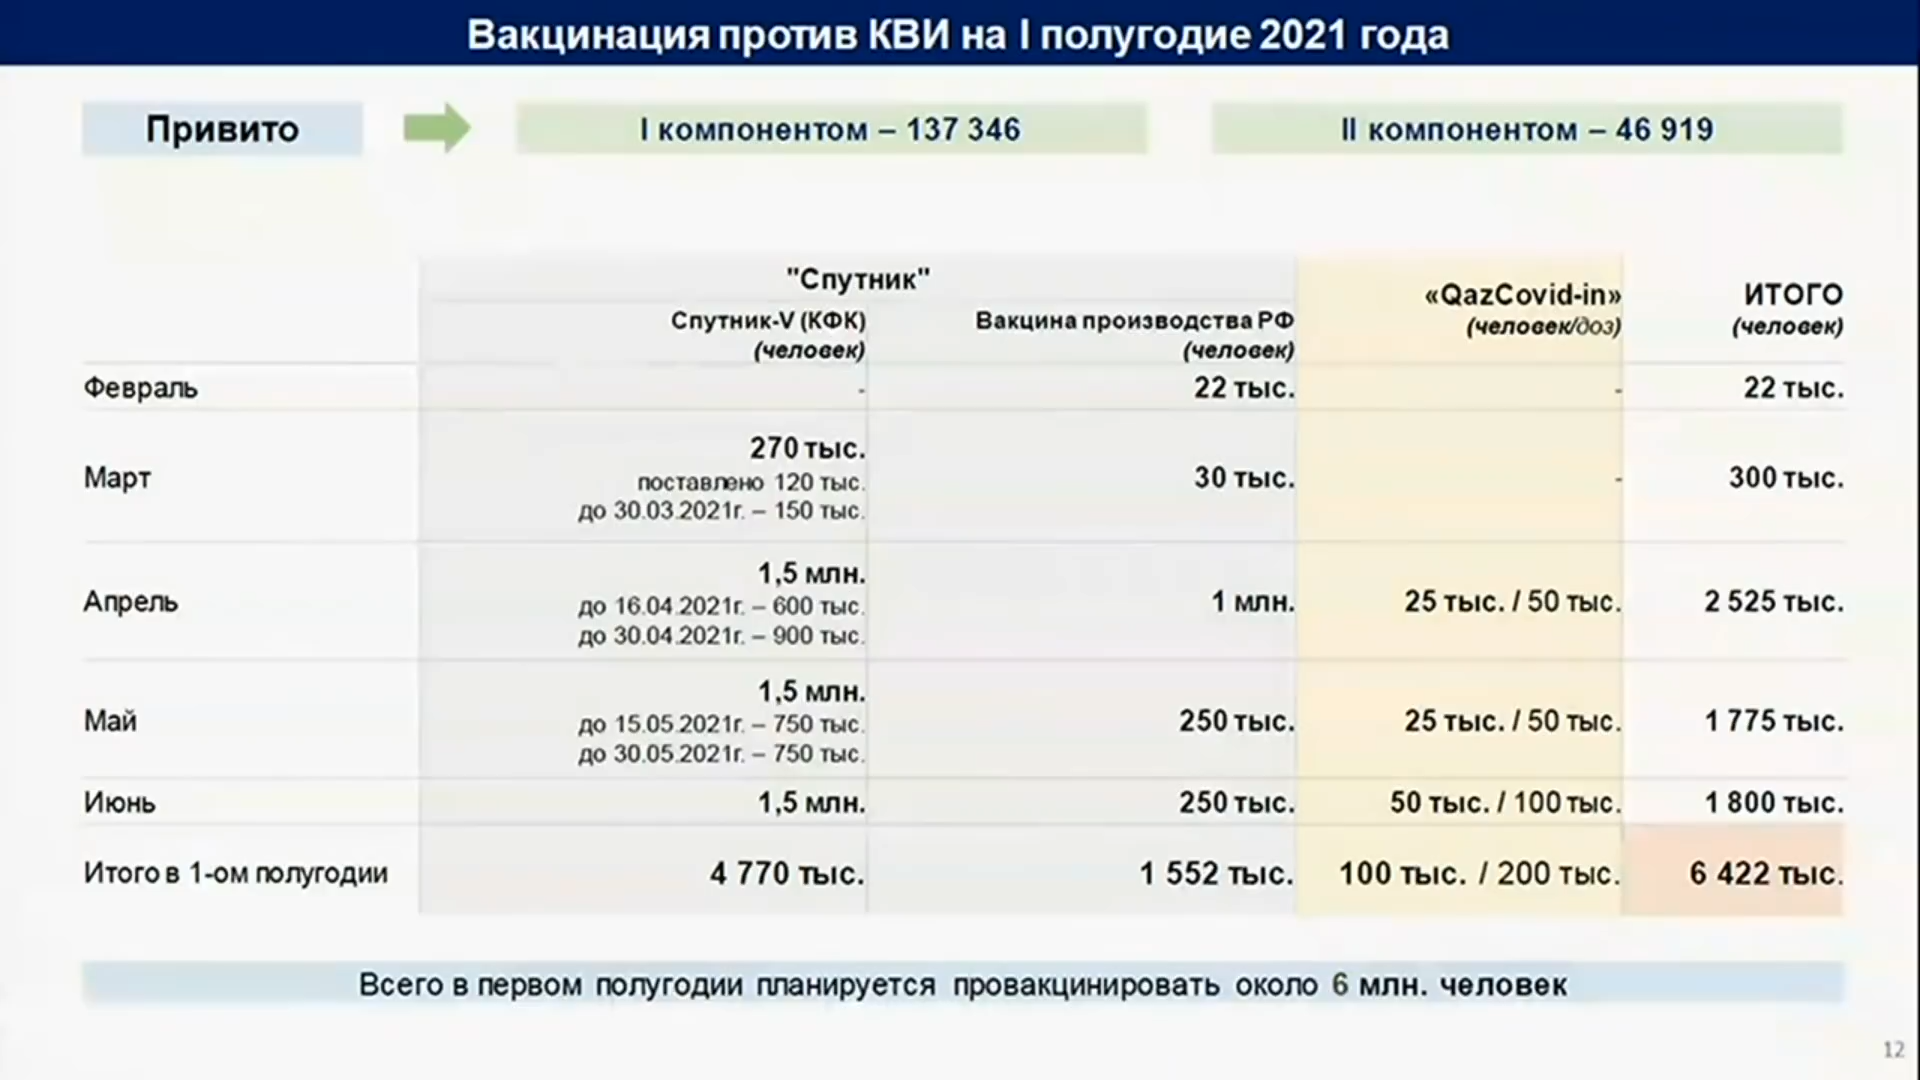 Вакцинация против КВИ на I полугодие 2021 года
Привито
I компонентом – 137 346
II компонентом – 46 919
"Спутник"
«QazCovid-in»
(человек/доз)
ИТОГО
(человек)
Спутник-V (КФК)
(человек)
Вакцина производства РФ
(человек)
Февраль
-
22 тыс.
-
22 тыс.
Март
270 тыс.
поставлено 120 тыс.
до 30.03.2021г. – 150 тыс.
30 тыс.
-
300 тыс.
Апрель
1,5 млн.
до 16.04.2021г. – 600 тыс.
до 30.04.2021г. – 900 тыс.
1 млн.
25 тыс. / 50 тыс.
2 525 тыс.
Май
1,5 млн.
до 15.05.2021г. – 750 тыс.
до 30.05.2021г. – 750 тыс.
250 тыс.
25 тыс. / 50 тыс.
1 775 тыс.
Июнь
1,5 млн.
250 тыс.
50 тыс. / 100 тыс.
1 800 тыс.
Итого в 1-ом полугодии
4 770 тыс.
1 552 тыс.
100 тыс. / 200 тыс.
6 422 тыс.
Всего в первом полугодии планируется провакцинировать около 6 млн. человек
12